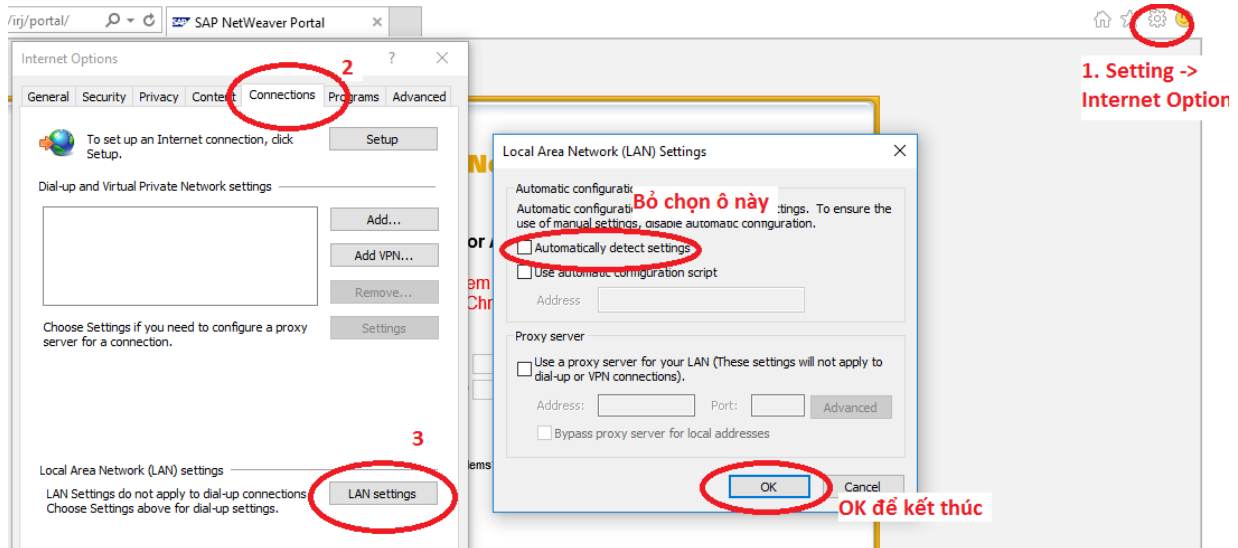 /irj/portal/
SAP NetWeaver Portal
1. Setting ->
Internet Option
Internet Options
2
General Security Privacy Content Connections Programs Advanced
To set up an Internet connection, click
Setup.
Setup
Dial-up and Virtual Private Network settings
Add...
Add VPN...
Remove...
Choose Settings if you need to configure a proxy
server for a connection.
Settings
3
Local Area Network (LAN) settings
LAN Settings do not apply to dial-up connections
Choose Settings above for dial-up settings.
LAN settings
or
em
Chr
Local Area Network (LAN) Settings
Automatic configuration
Bỏ chọn ô này
Automatic configurati ttings. To ensure the
use of manual settings, disable automatic configuration.
Automatically detect settings
Use automatic configuration script
Address
Proxy server
Use a proxy server for your LAN (These settings will not apply to
dial-up or VPN connections).
Address: Port: Advanced
Bypass proxy server for local addresses
lems
OK Cancel
OK để kết thúc